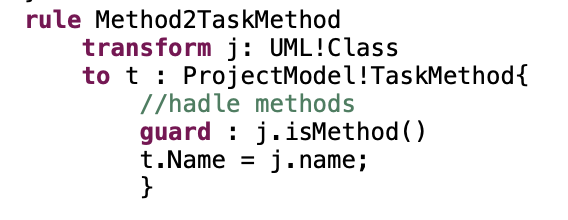 rule Method2TaskMethod
transform j: UML!Class
to t : ProjectModel!TaskMethod{
//hadle methods
guard : j.isMethod()
t.Name = j.name;
}